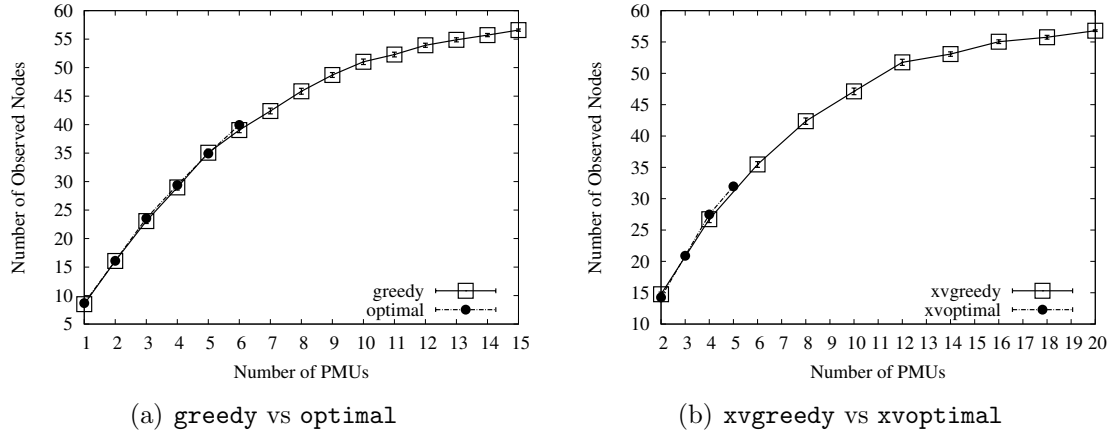 60
55
50
45
40
35
30
25
20
15
10
5
Number of Observed Nodes
greedy
optimal
1 2 3 4 5 6 7 8 9 10 11 12 13 14 15
Number of PMUs
(a) greedy vs optimal
60
55
50
45
40
35
30
25
20
15
10
Number of Observed Nodes
xvgreedy
xvoptimal
2 3 4 5 6 7 8 9 10 11 12 13 14 15 16 17 18 19 20
Number of PMUs
(b) xvgreedy vs xvoptimal